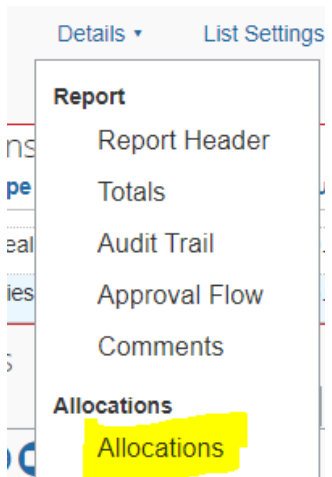 Details ▾ List Settings
Report
Report Header
Totals
Audit Trail
Approval Flow
Comments
Allocations
Allocations